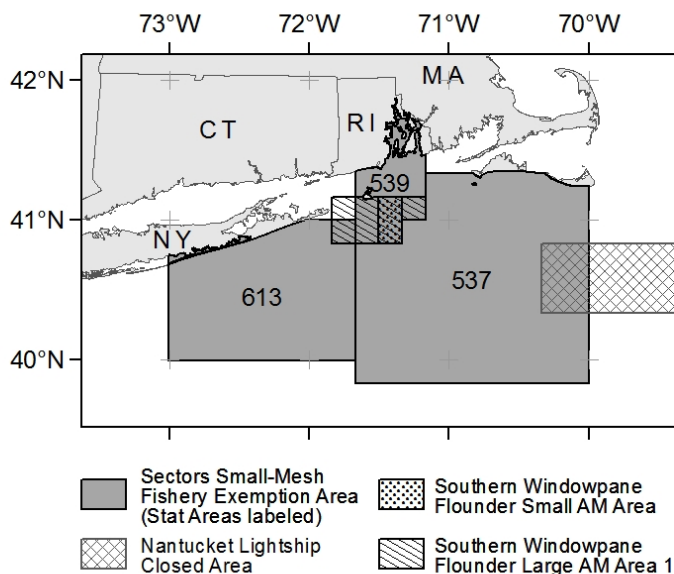 73°W 72°W 71°W 70°W
42°N
MA
CT
RI
539
41°N
NY
613
537
40°N
Sectors Small-Mesh
Fishery Exemption Area
(Stat Areas labeled)
Nantucket Lightship
Closed Area
Southern Windowpane
Flounder Small AM Area
Southern Windowpane
Flounder Large AM Area 1